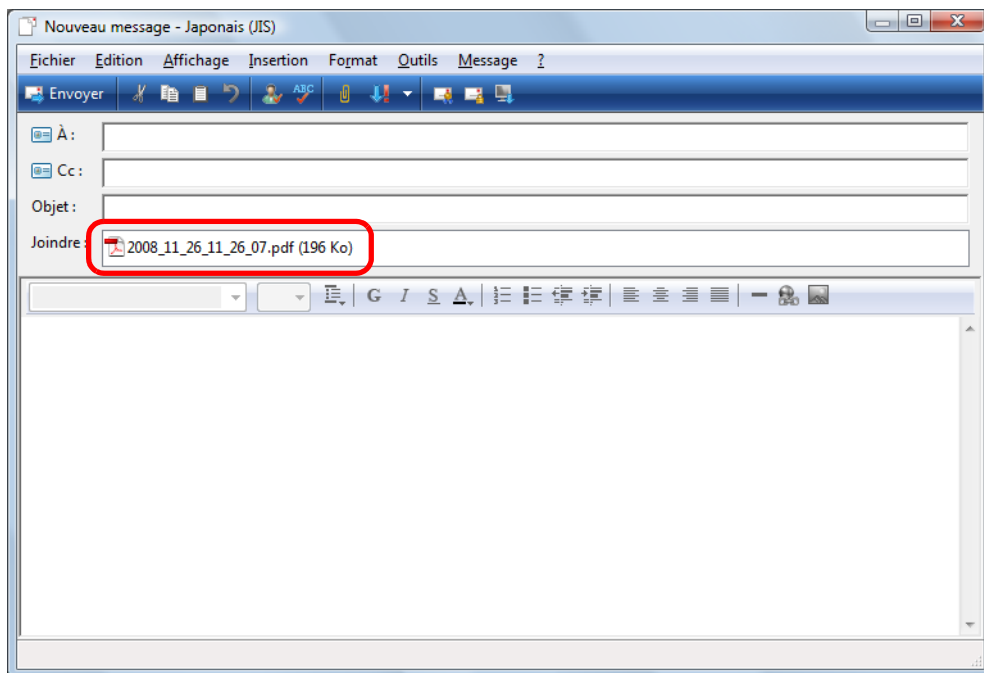 Nouveau message - Japonais (JIS)
Fichier Edition Affichage Insertion Format Outils Message ?
Envoyer ABC
À :
Cc :
Objet :
Joindre : 2008_11_26_11_26_07.pdf (196 Ko)
G I S A